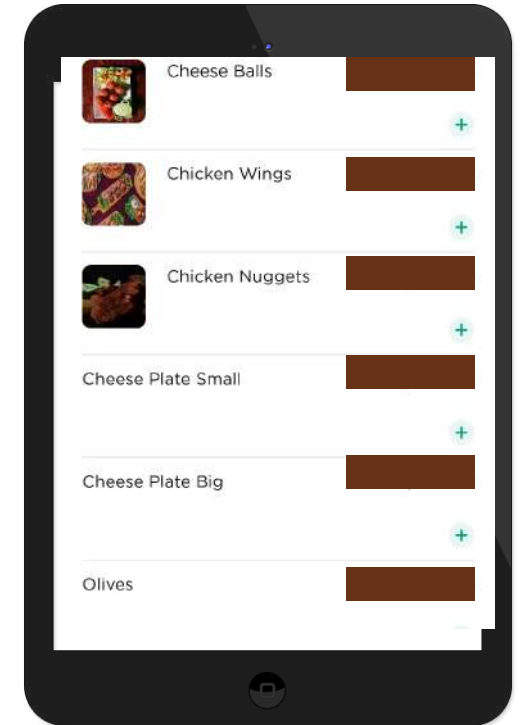 Cheese Balls
Chicken Wings
Chicken Nuggets
Cheese Plate Small
Cheese Plate Big
Olives